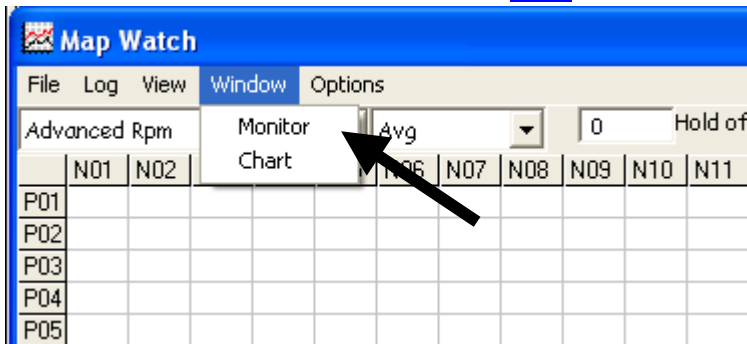 Map Watch
File Log View Window Options
Advanced Rpm Avg 0 Hold of
Monitor
Chart
N01 N02 N06 N07 N08 N09 N10 N11
P01
P02
P03
P04
P05